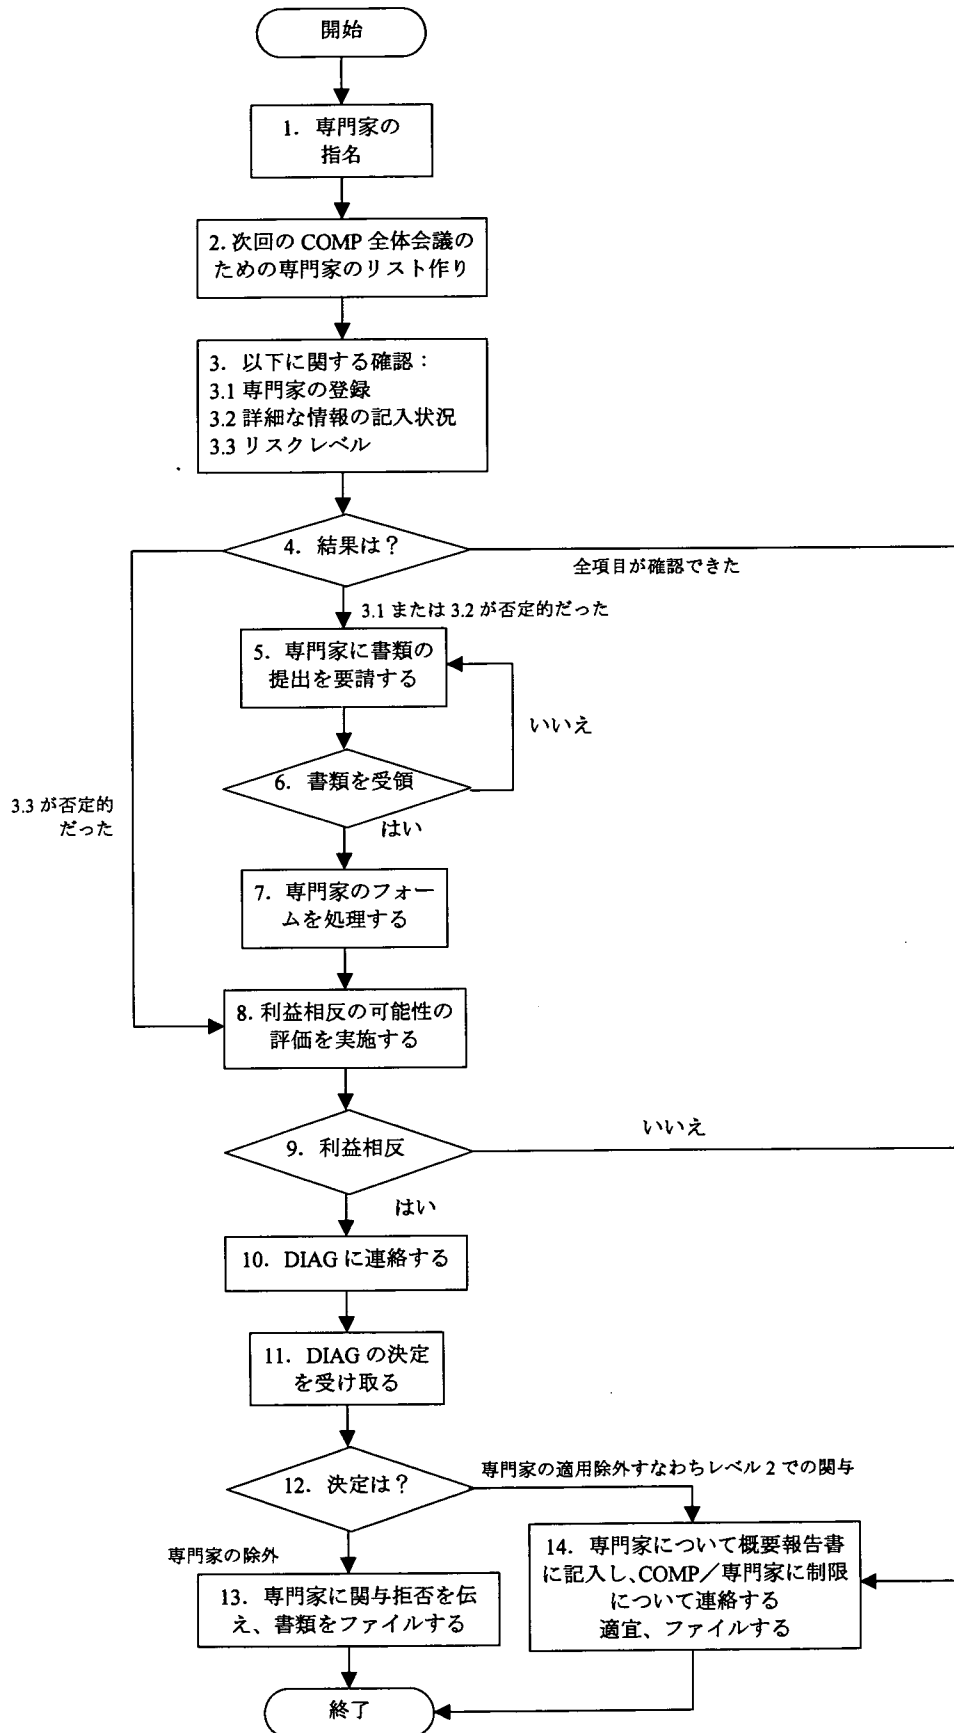 開始
1. 専門家の
指名
2. 次回の COMP 全体会議の
ための専門家のリスト作り
3. 以下に関する確認：
3.1 専門家の登録
3.2 詳細な情報の記入状況
3.3 リスクレベル
4. 結果は？
全項目が確認できた
3.1 または 3.2 が否定的だった
5. 専門家に書類の
提出を要請する
いいえ
6. 書類を受領
3.3 が否定的
だった
はい
7. 専門家のフォー
ムを処理する
8. 利益相反の可能性の
評価を実施する
9. 利益相反
いいえ
はい
10. DIAG に連絡する
11. DIAG の決定
を受け取る
12. 決定は？
専門家の適用除外すなわちレベル 2 での関与
専門家の除外
13. 専門家に関与拒否を伝
え、書類をファイルする
14. 専門家について概要報告書
に記入し、COMP／専門家に制限
について連絡する
適宜、ファイルする
終了